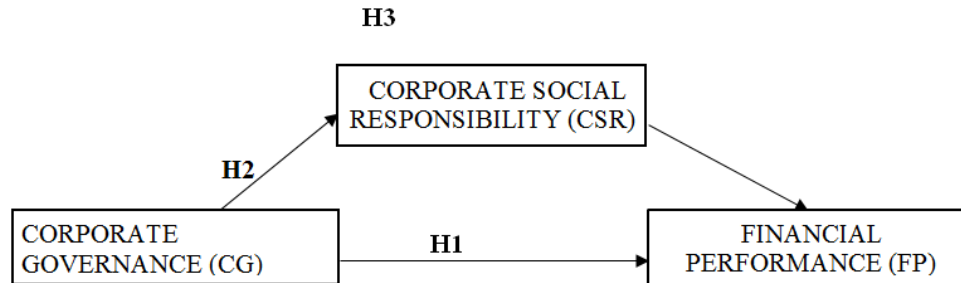 H3
CORPORATE SOCIAL
RESPONSIBILITY (CSR)
H2
CORPORATE
GOVERNANCE (CG)
H1
FINANCIAL
PERFORMANCE (FP)